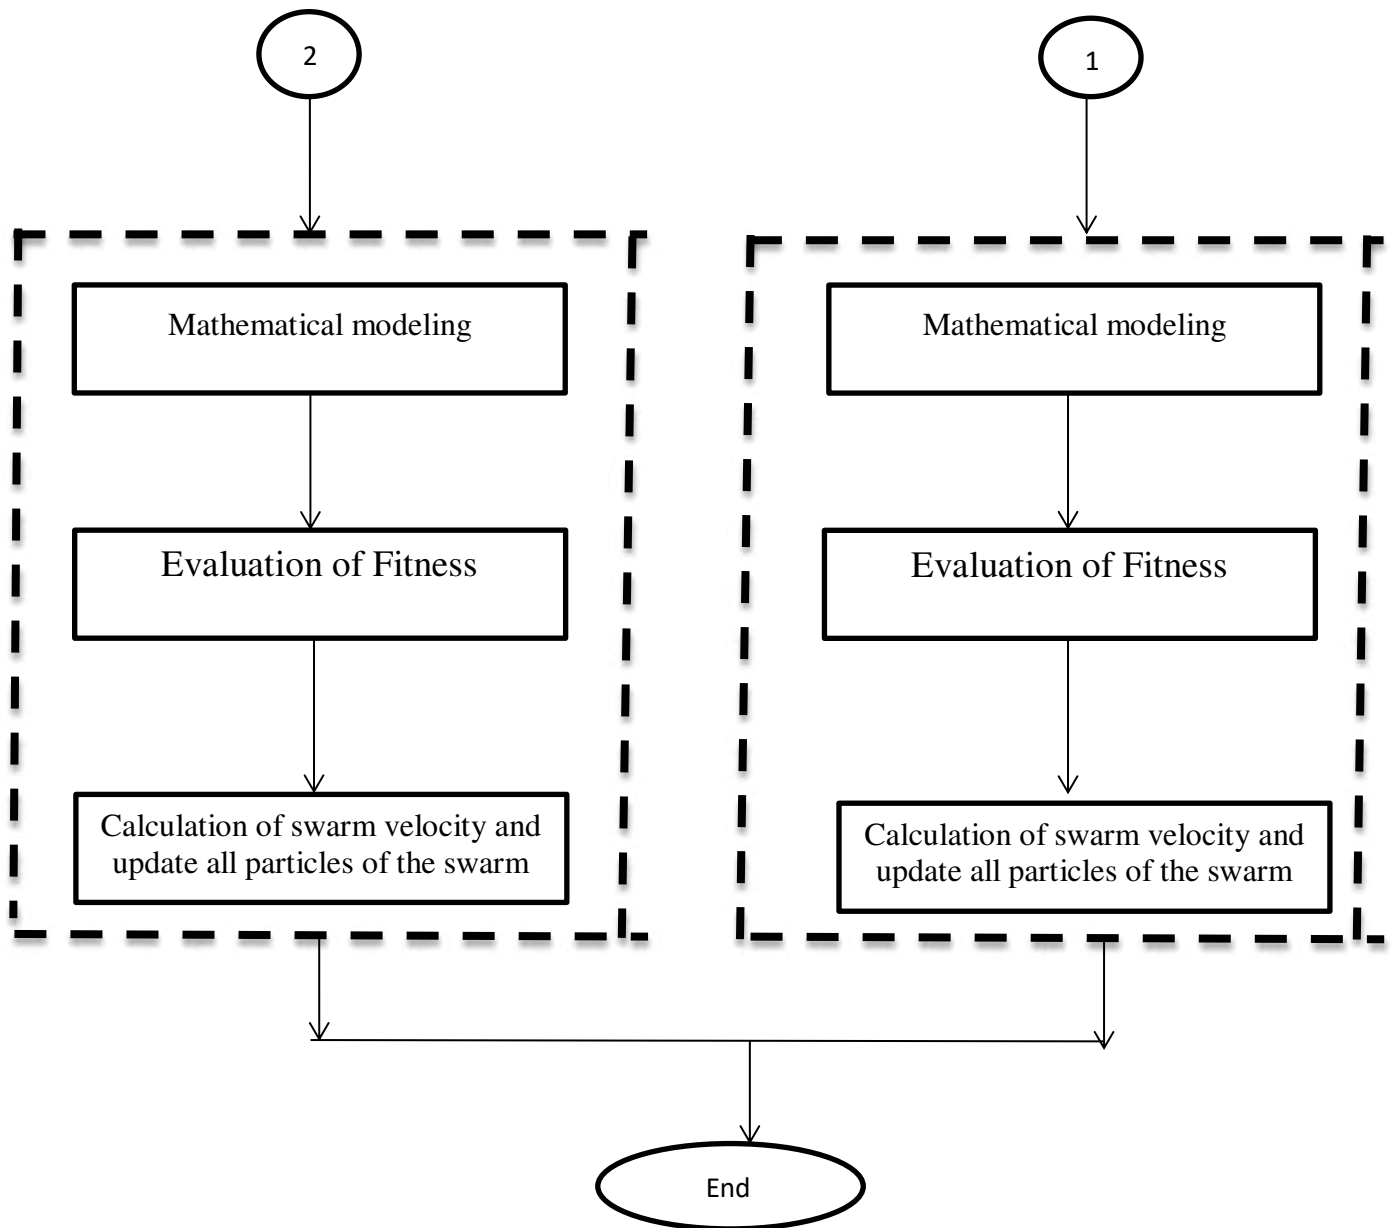 2
1
Mathematical modeling
Mathematical modeling
Evaluation of Fitness
Evaluation of Fitness
Calculation of swarm velocity and
update all particles of the swarm
Calculation of swarm velocity and
update all particles of the swarm
End